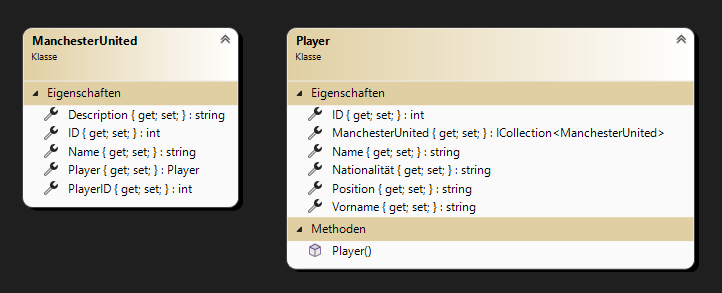 ManchesterUnited
Klasse
Eigenschaften
Description { get; set; } : string
ID { get; set; } : int
Name { get; set; } : string
Player { get; set; } : Player
PlayerID { get; set; } : int
Player
Klasse
Eigenschaften
ID { get; set; } : int
ManchesterUnited { get; set; } : ICollection<ManchesterUnited>
Name { get; set; } : string
Nationalität { get; set; } : string
Position { get; set; } : string
Vorname { get; set; } : string
Methoden
Player()